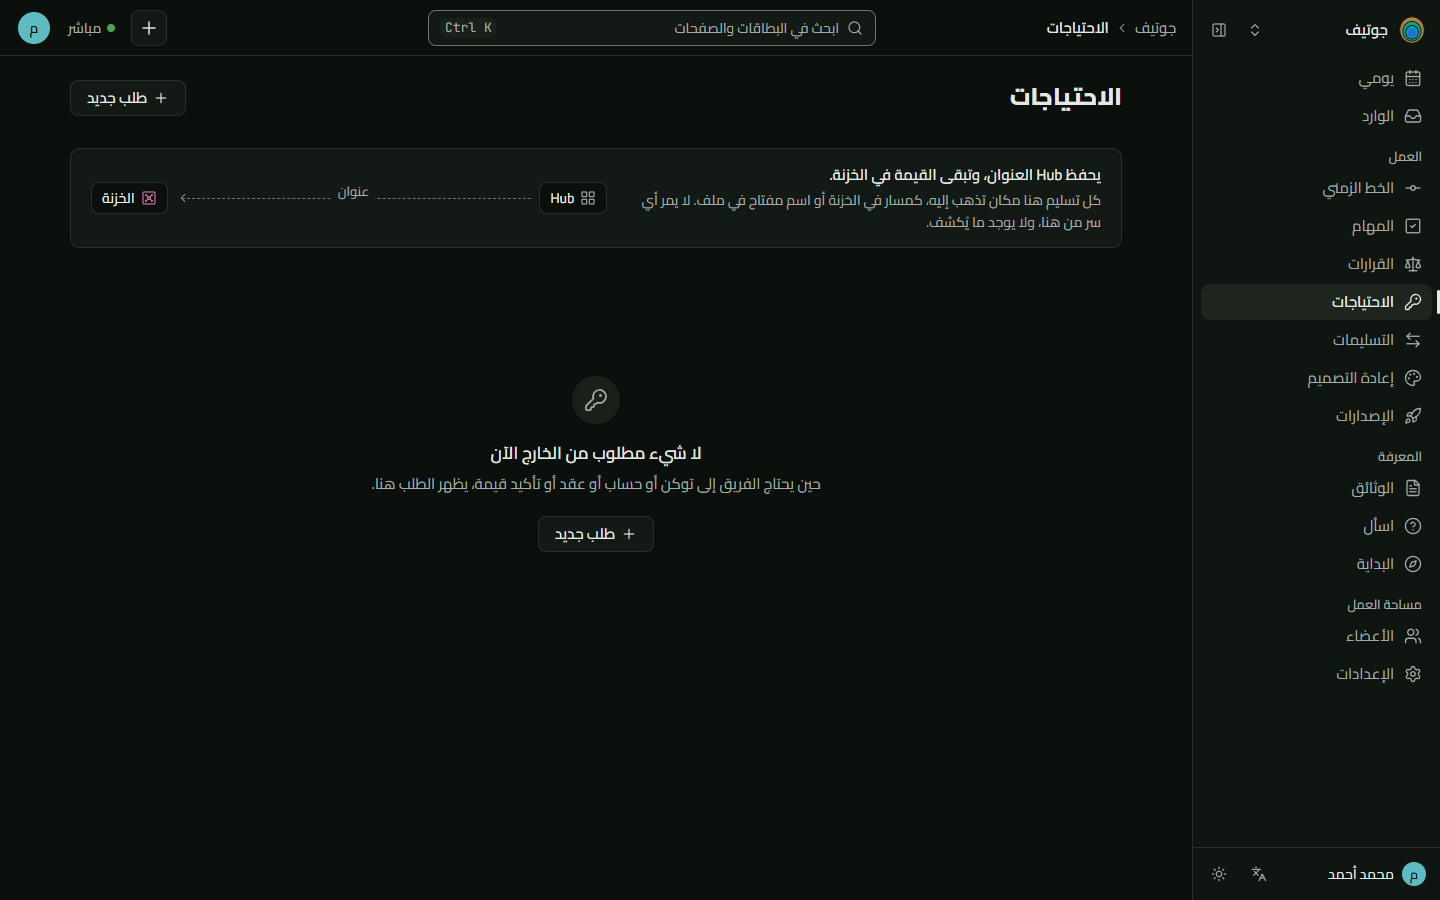 جوتيف
يومي
الوارد
العمل
الخط الزمني
المهام
القرارات
الاحتياجات
التسليمات
إعادة التصميم
الإصدارات
المعرفة
الوثائق
اسأل
البداية
مساحة العمل
الأعضاء
الإعدادات
محمد أحمد
م
جوتيف › الاحتياجات
ابحث في البطاقات والصفحات
Ctrl K
مباشر
م
الاحتياجات
طلب جديد
يحفظ Hub العنوان، وتبقى القيمة في الخزنة.
كل تسليم هنا مكان تذهب إليه، كمسار في الخزنة أو اسم مفتاح في ملف. لا يمر أي
سر من هنا، ولا يوجد ما يُكشف.
Hub
عنوان
الخزنة
لا شيء مطلوب من الخارج الآن
حين يحتاج الفريق إلى توكن أو حساب أو عقد أو تأكيد قيمة، يظهر الطلب هنا.
طلب جديد